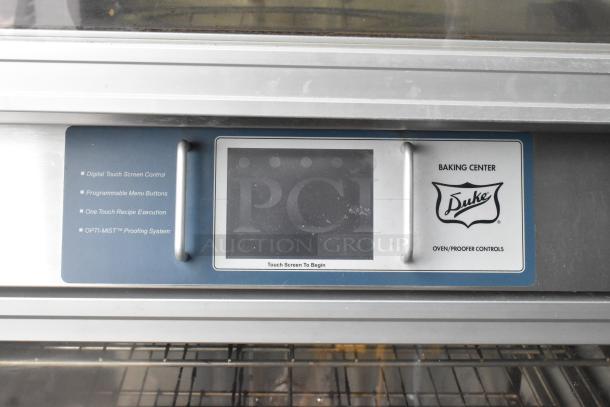 ▪ Digital Touch Screen Control
▪ Programmable Menu Buttons
▪ One Touch Recipe Execution
▪ OPTI-MIST™ Proofing System
PCI
AUCTION GROUP
Touch Screen To Begin
BAKING CENTER
Duke®
OVEN/PROOFER CONTROLS